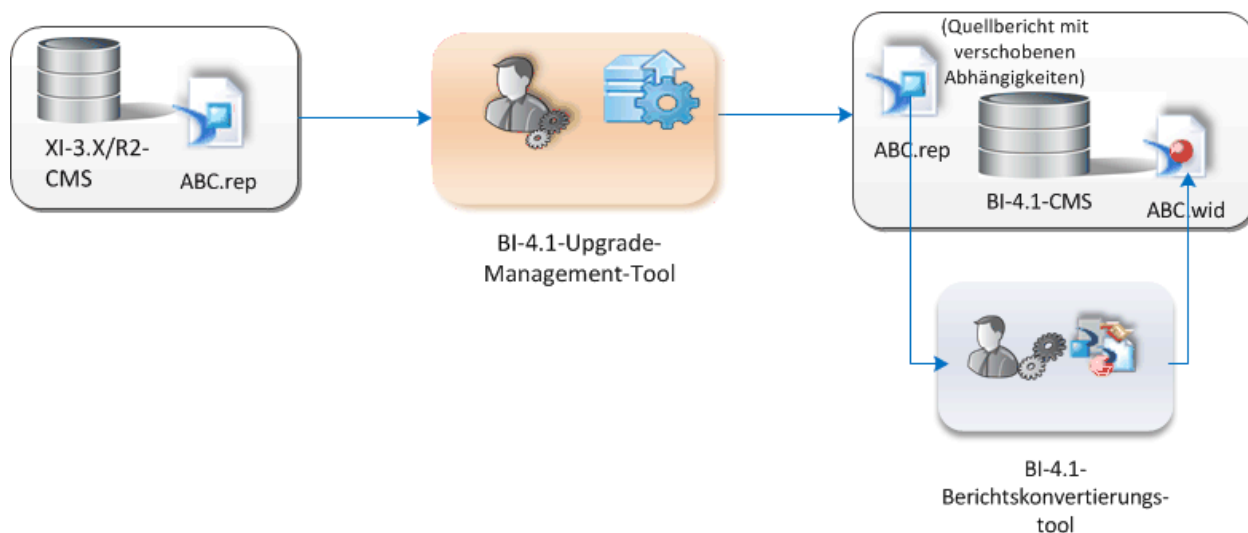 XI-3.X/R2-
CMS
ABC.rep
BI-4.1-Upgrade-
Management-Tool
(Quellbericht mit
verschobenen
Abhängigkeiten)
ABC.rep
BI-4.1-CMS
ABC.wid
BI-4.1-
Berichtskonvertierungs-
tool